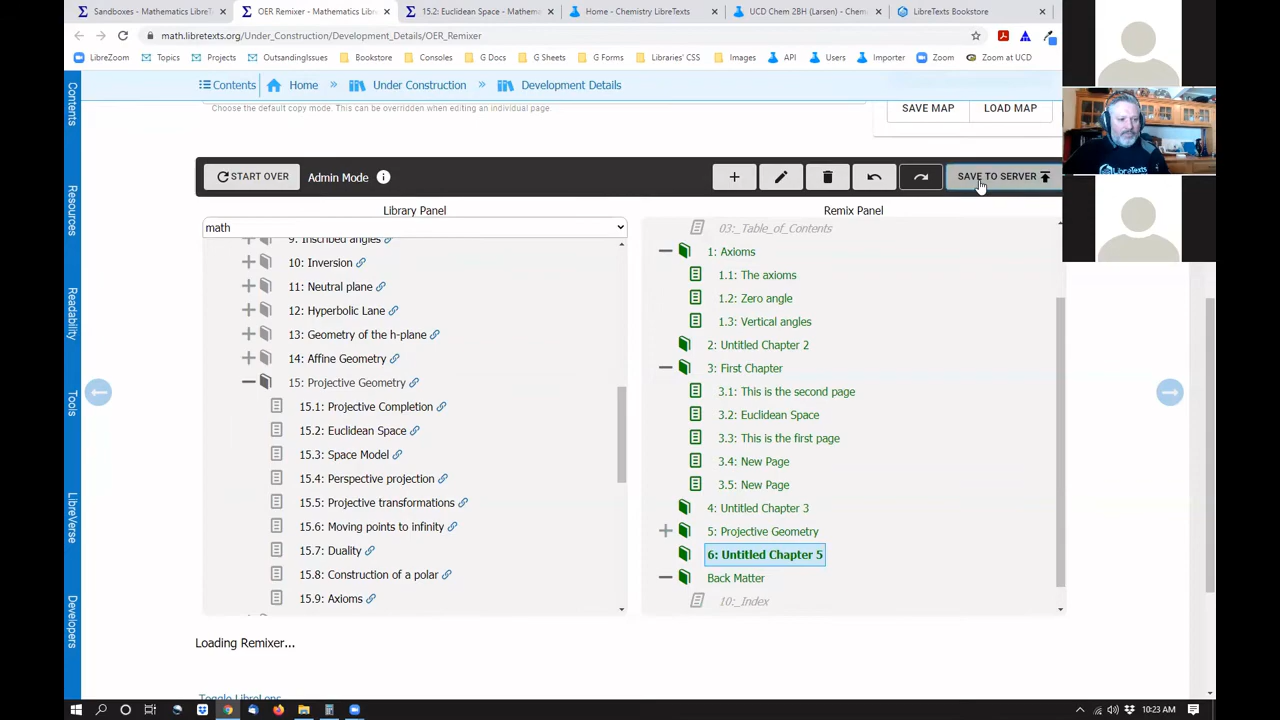 Sandboxes - Mathematics LibreT
OER Remixer - Mathematics Libre
15.2: Euclidean Space - Mathema
Home - Chemistry LibreTexts
UCD Chem 2BH (Larsen) - Chem
LibreTexts Bookstore
math.libretexts.org/Under_Construction/Development_Details/OER_Remixer
LibreZoom Topics Projects OutsandingIssues Bookstore Consoles G Docs G Sheets G Forms Libraries' CSS Images API Users Importer Zoom Zoom at UCD
Contents Home » Under Construction » Development Details
Choose the default copy mode. This can be overridden when editing an individual page.
SAVE MAP LOAD MAP
START OVER Admin Mode SAVE TO SERVER
Library Panel
Remix Panel
math
9: Inscribed angles
10: Inversion
11: Neutral plane
12: Hyperbolic Lane
13: Geometry of the h-plane
14: Affine Geometry
15: Projective Geometry
15.1: Projective Completion
15.2: Euclidean Space
15.3: Space Model
15.4: Perspective projection
15.5: Projective transformations
15.6: Moving points to infinity
15.7: Duality
15.8: Construction of a polar
15.9: Axioms
03:_Table_of_Contents
1: Axioms
1.1: The axioms
1.2: Zero angle
1.3: Vertical angles
2: Untitled Chapter 2
3: First Chapter
3.1: This is the second page
3.2: Euclidean Space
3.3: This is the first page
3.4: New Page
3.5: New Page
4: Untitled Chapter 3
5: Projective Geometry
6: Untitled Chapter 5
Back Matter
10:_Index
Loading Remixer...
Toggle LibreLens
Contents
Resources
Readability
Tools
LibreVerse
Developers
LibreTexts
10:23 AM